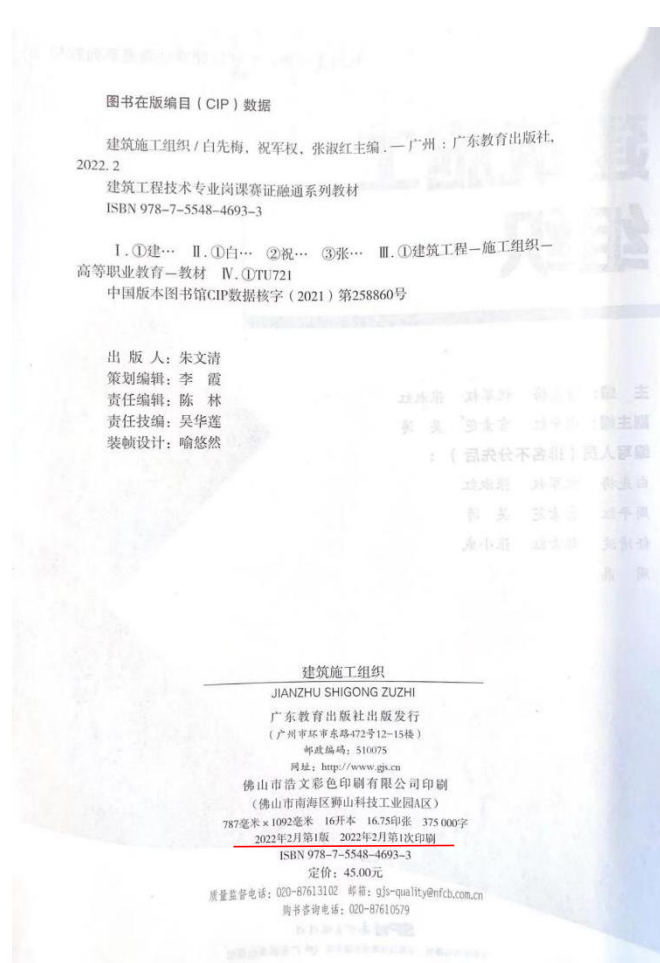 图书在版编目（CIP）数据
建筑施工组织 / 白先梅，祝军权，张淑红主编 . — 广州 : 广东教育出版社，
2022. 2
建筑工程技术专业岗课赛证融通系列教材
ISBN 978-7-5548-4693-3
Ⅰ . ①建… Ⅱ . ①白… ②祝… ③张… Ⅲ . ①建筑工程－施工组织－
高等职业教育－教材 Ⅳ . ①TU721
中国版本图书馆CIP数据核字（2021）第258860号
出 版 人：朱文清
策划编辑：李 霞
责任编辑：陈 林
责任技编：吴华莲
装帧设计：喻悠然
建筑施工组织
JIANZHU SHIGONG ZUZHI
广东教育出版社出版发行
（广州市环市东路472号12-15楼）
邮政编码：510075
网址：http://www.gjs.cn
佛山市浩文彩色印刷有限公司印刷
（佛山市南海区狮山科技工业园A区）
787毫米×1092毫米 16开本 16.75印张 375 000字
2022年2月第1版 2022年2月第1次印刷
ISBN 978-7-5548-4693-3
定价：45.00元
质量监督电话：020-87613102 邮箱：gjs-quality@nfcb.com.cn
购书咨询电话：020-87610579